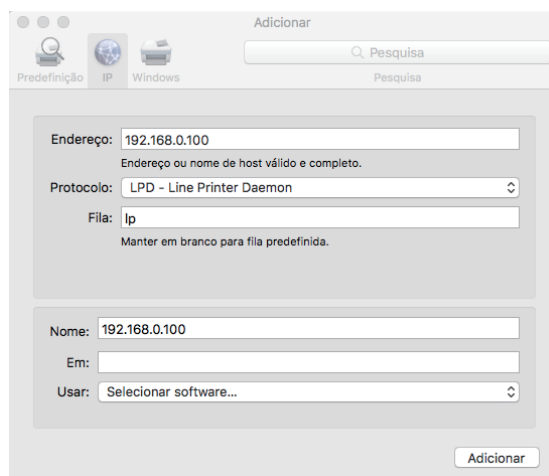 Adicionar
Pesquisa
Predefinição IP Windows Pesquisa
Endereço: 192.168.0.100
Endereço ou nome de host válido e completo.
Protocolo: LPD - Line Printer Daemon
Fila: lp
Manter em branco para fila predefinida.
Nome: 192.168.0.100
Em:
Usar: Selecionar software...
Adicionar